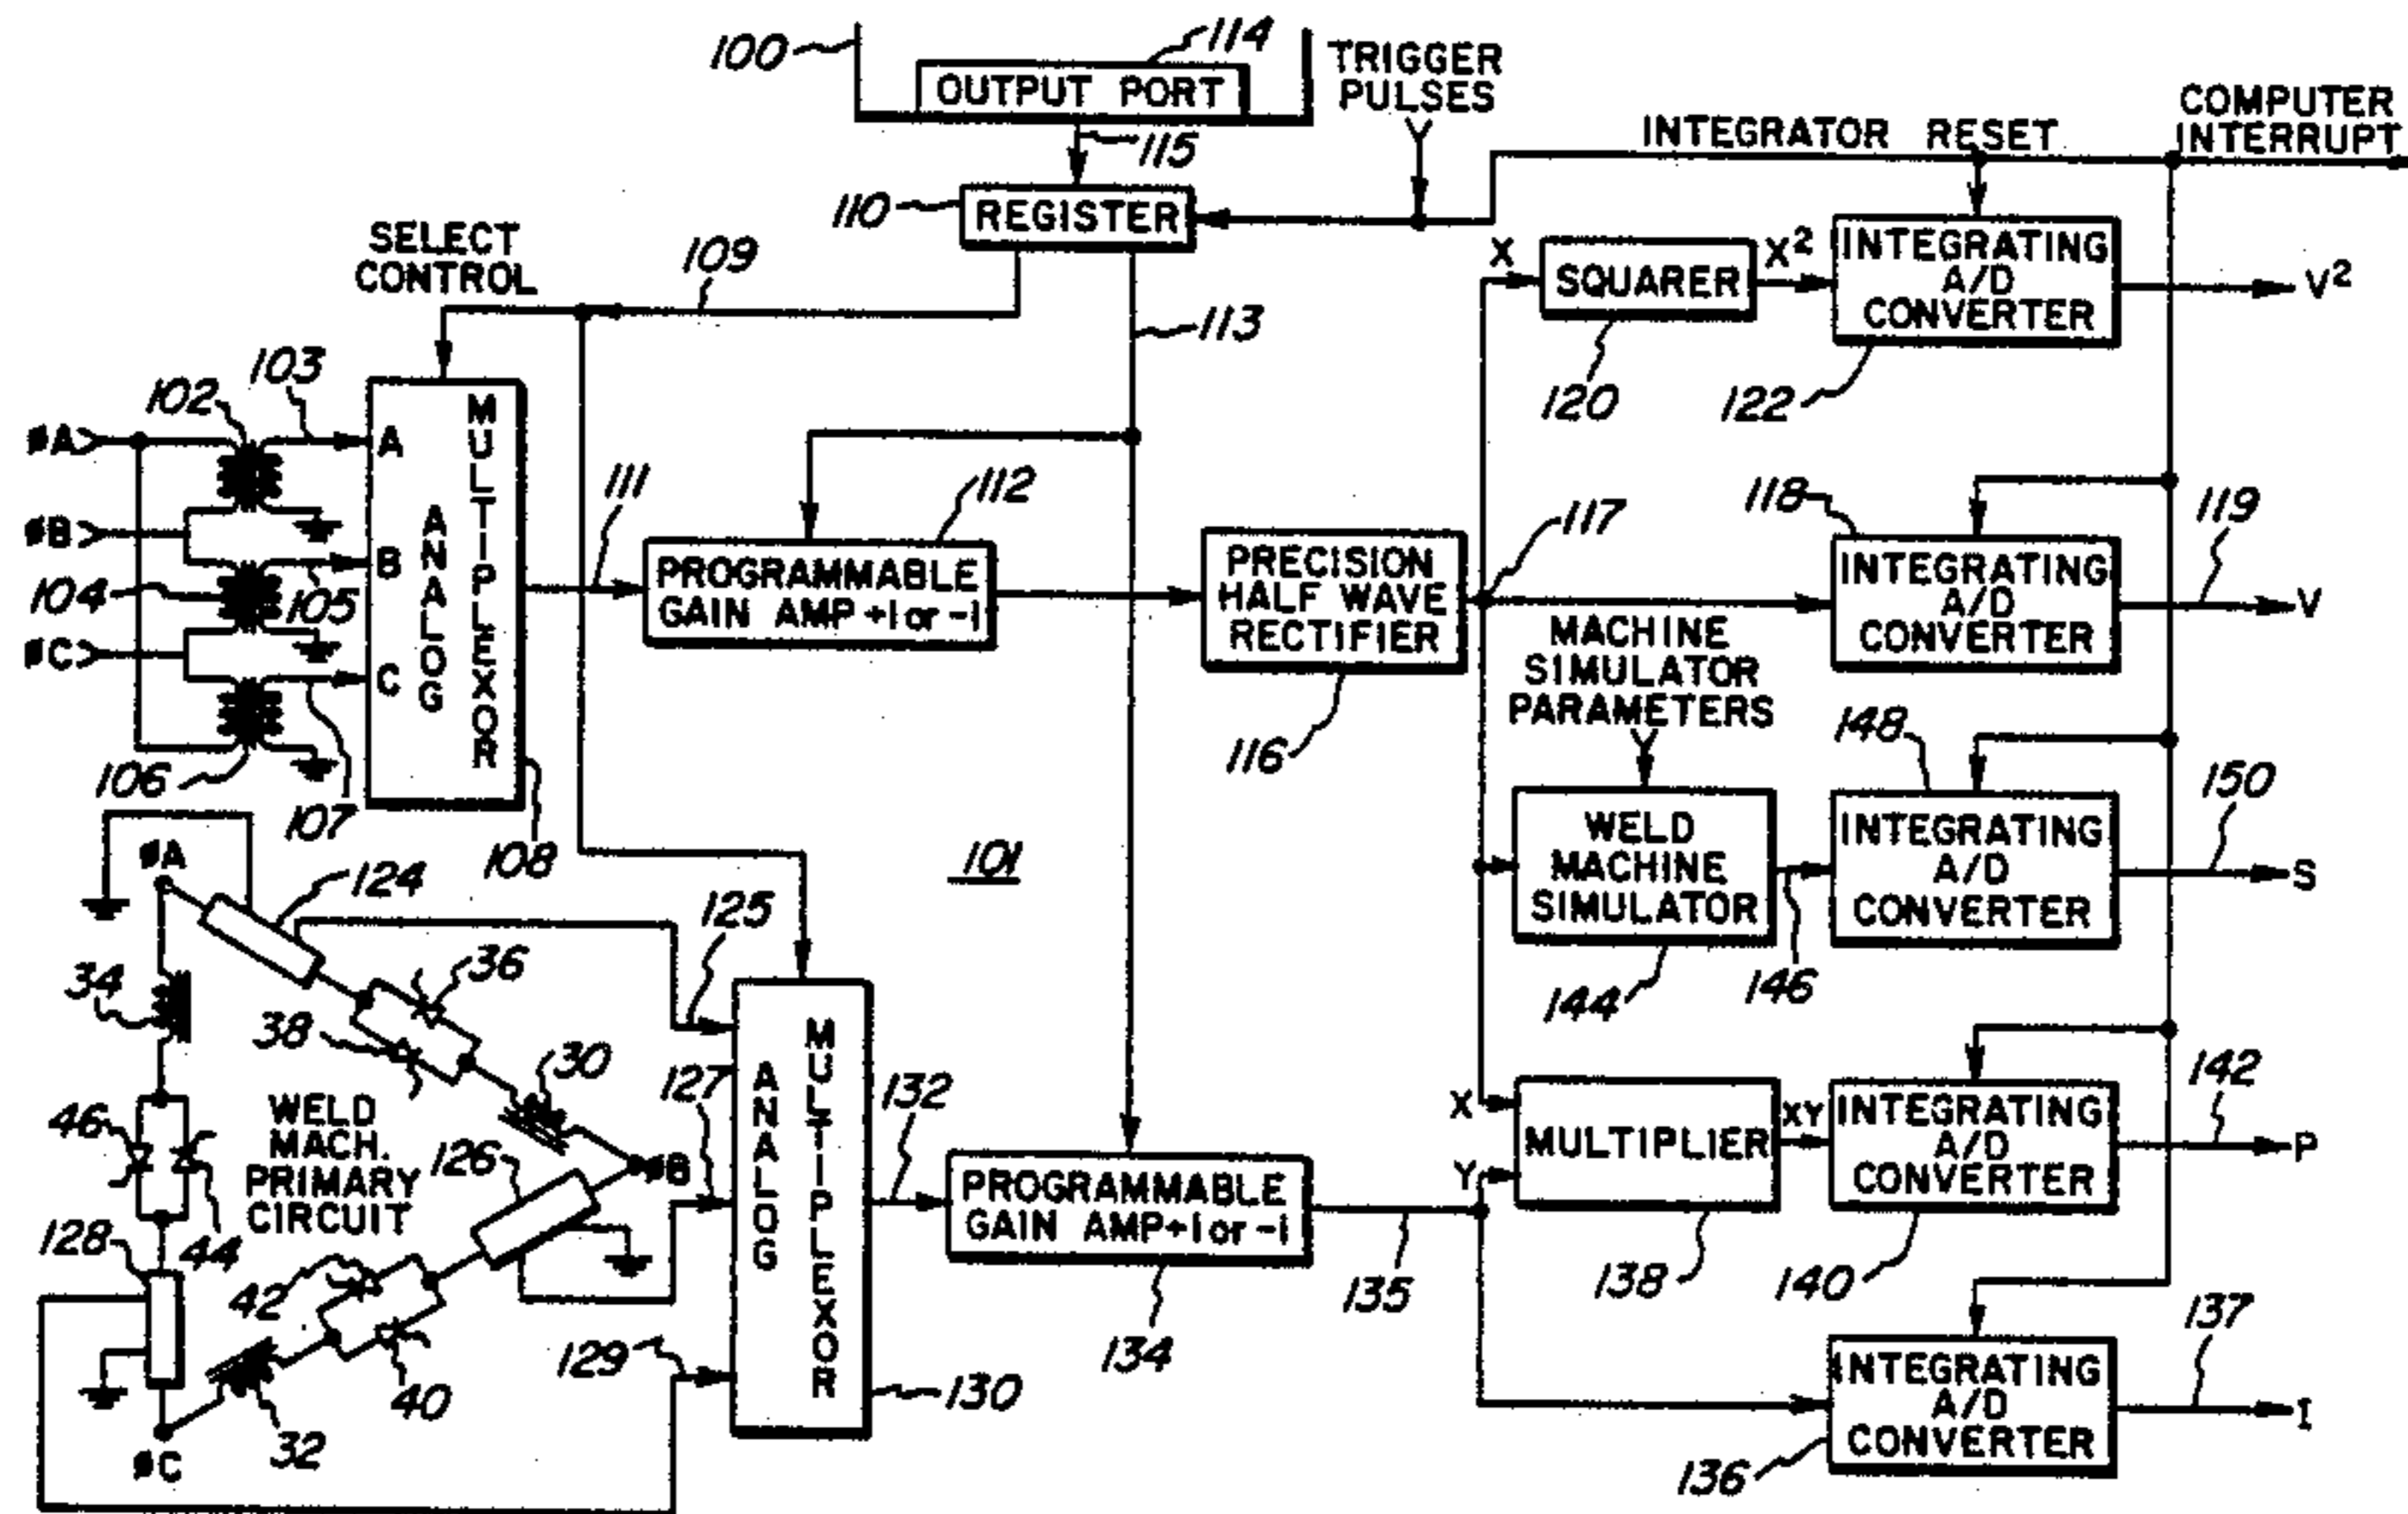 100
114
OUTPUT PORT
TRIGGER
PULSES
115
COMPUTER
INTERRUPT
INTEGRATOR RESET
110
REGISTER
SELECT
CONTROL
109
113
X
SQUARER
X²
INTEGRATING
A/D
CONVERTER
V²
120
122
102
103
ØA
ØB
104
105
ØC
106
107
A
B
C
ANALOG
MULTIPLEXOR
108
111
112
PROGRAMMABLE
GAIN AMP +1 or -1
PRECISION
HALF WAVE
RECTIFIER
116
117
118
INTEGRATING
A/D
CONVERTER
119
V
MACHINE
SIMULATOR
PARAMETERS
WELD
MACHINE
SIMULATOR
144
146
148
INTEGRATING
A/D
CONVERTER
150
S
101
ØA
124
125
34
36
38
30
127
WELD
MACH.
PRIMARY
CIRCUIT
46
44
126
ØB
128
42
40
129
32
ØC
ANALOG
MULTIPLEXOR
130
132
PROGRAMMABLE
GAIN AMP+1 or -1
134
135
X
Y
MULTIPLIER
138
XY
INTEGRATING
A/D
CONVERTER
140
142
P
INTEGRATING
A/D
CONVERTER
136
137
I